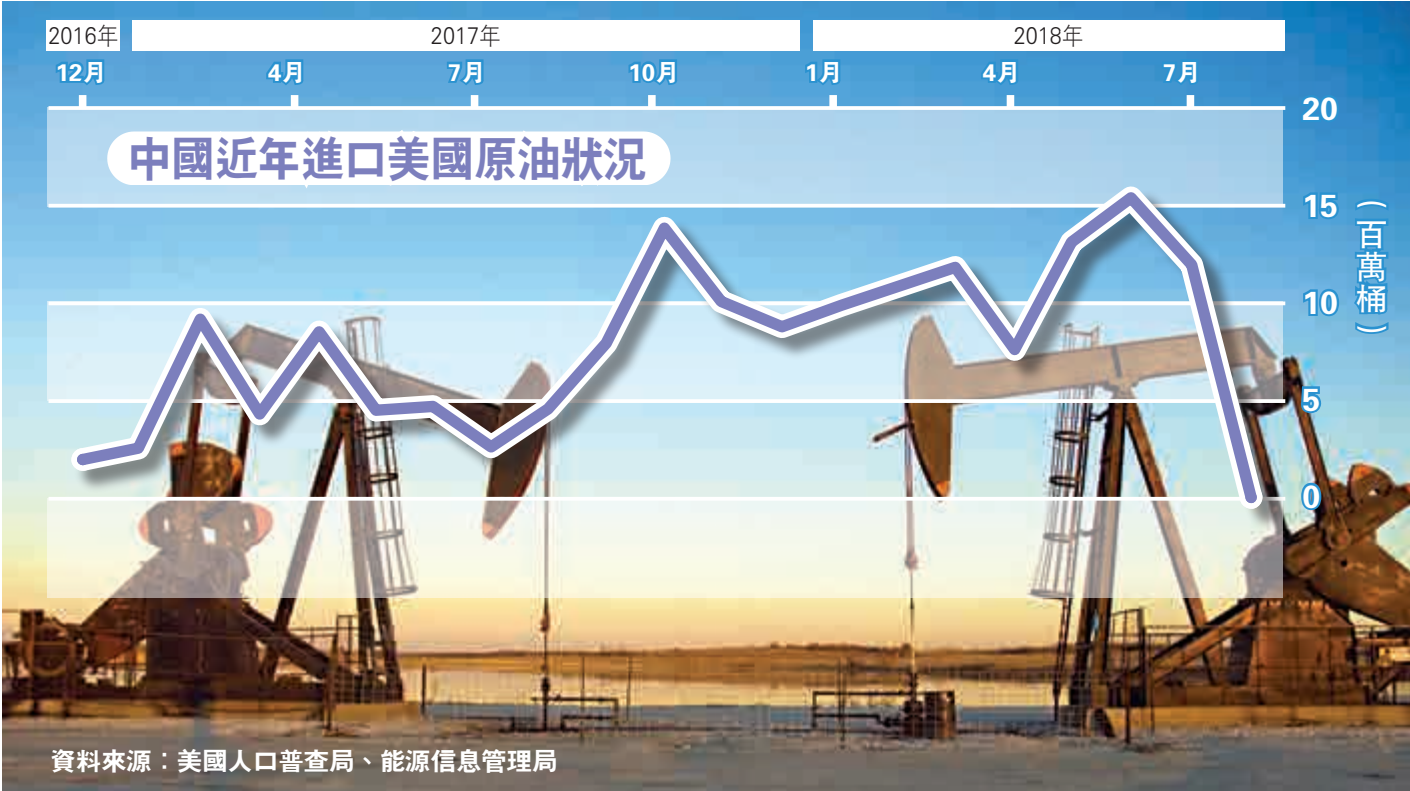 2016年 2017年 2018年
12月 4月 7月 10月 1月 4月 7月
20
中國近年進口美國原油狀況
15
（百萬桶）
10
5
0
資料來源：美國人口普查局、能源信息管理局